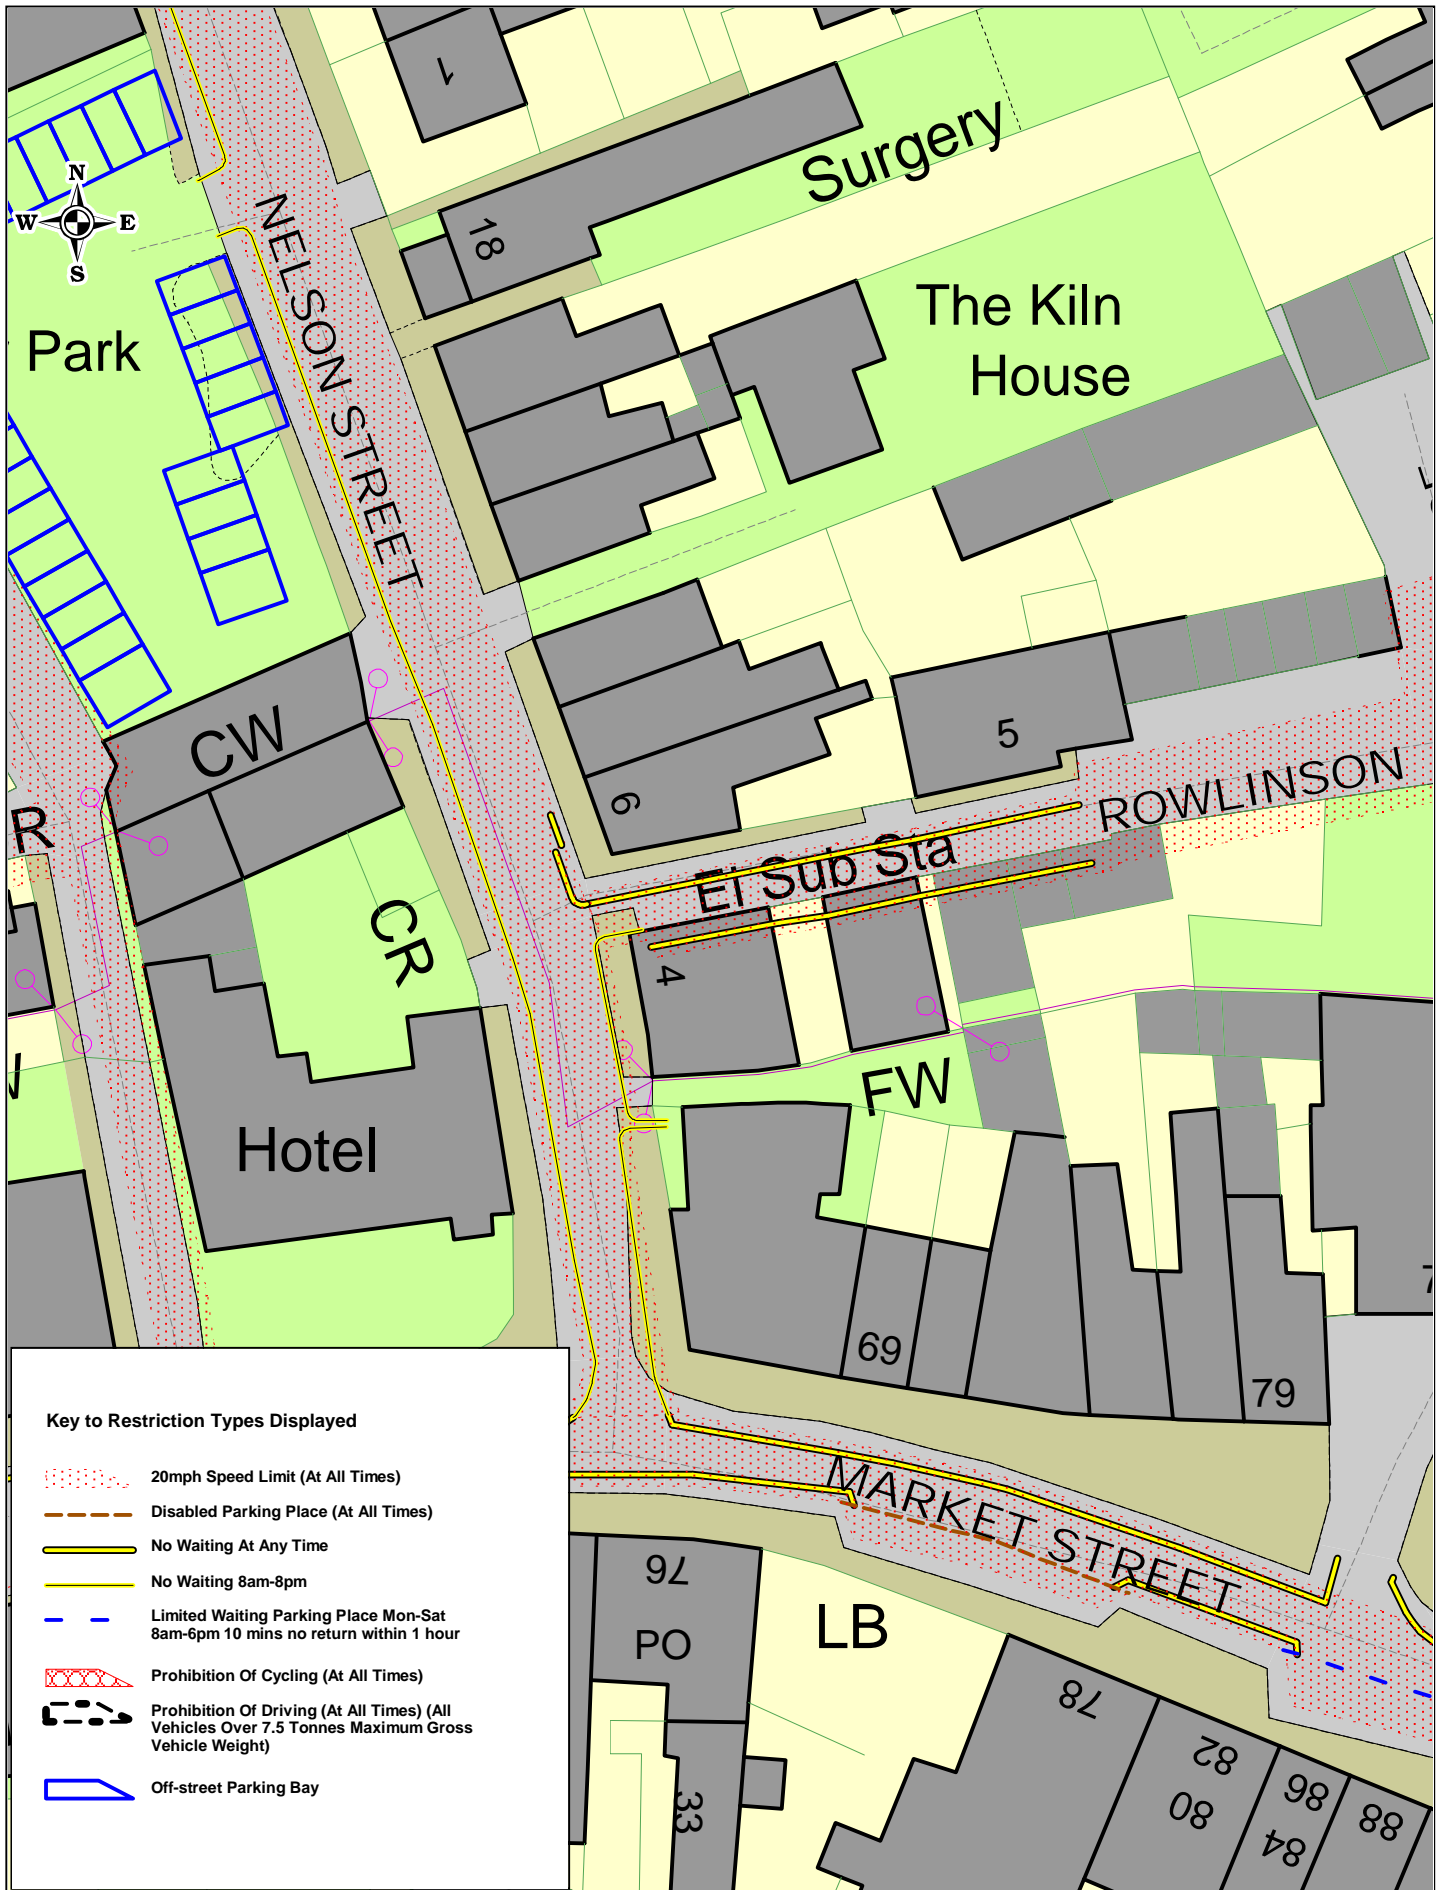 1
Surgery
N
W E
S
18
NELSON STREET
The Kiln
House
Park
5
CW
ROWLINSON
6
R
El Sub Sta
CR
4
FW
Hotel
69
79
Key to Restriction Types Displayed
20mph Speed Limit (At All Times)
Disabled Parking Place (At All Times)
No Waiting At Any Time
No Waiting 8am-8pm
Limited Waiting Parking Place Mon-Sat
8am-6pm 10 mins no return within 1 hour
Prohibition Of Cycling (At All Times)
Prohibition Of Driving (At All Times) (All
Vehicles Over 7.5 Tonnes Maximum Gross
Vehicle Weight)
Off-street Parking Bay
MARKET STREET
76
PO
LB
78
33
82
80
86
84
88